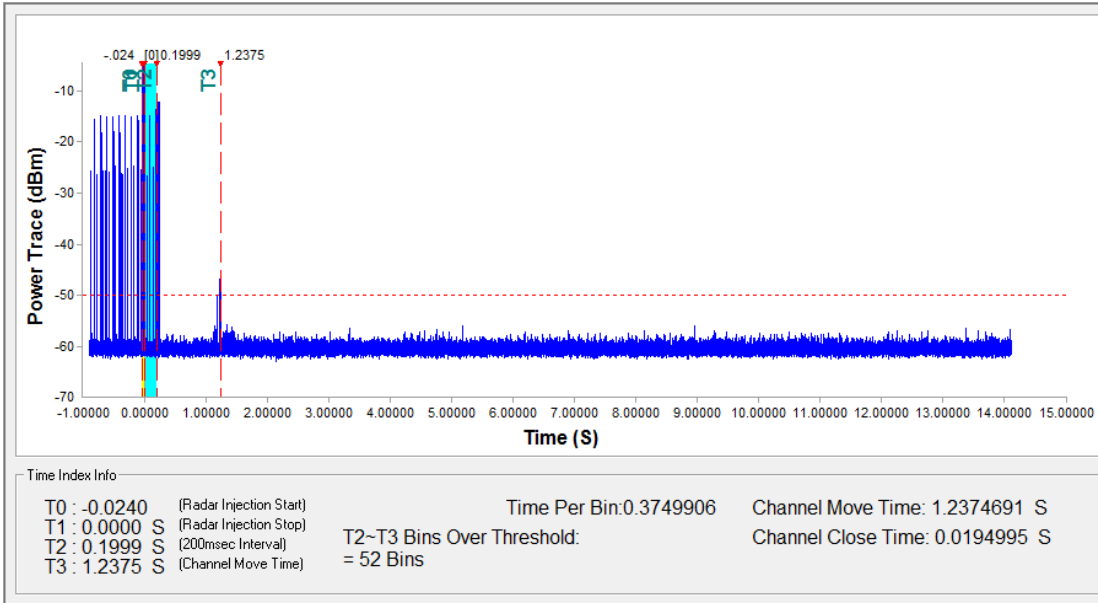 -.024 [0]0.1999 1.2375
T0 T1 T2 T3
-10
-20
-30
-40
-50
-60
-70
Power Trace (dBm)
-1.00000 0.00000 1.00000 2.00000 3.00000 4.00000 5.00000 6.00000 7.00000 8.00000 9.00000 10.00000 11.00000 12.00000 13.00000 14.00000 15.00000
Time (S)
Time Index Info
T0 : -0.0240 (Radar Injection Start)
T1 : 0.0000 S (Radar Injection Stop)
T2 : 0.1999 S (200msec Interval)
T3 : 1.2375 S (Channel Move Time)
Time Per Bin:0.3749906
T2~T3 Bins Over Threshold:
= 52 Bins
Channel Move Time: 1.2374691 S
Channel Close Time: 0.0194995 S